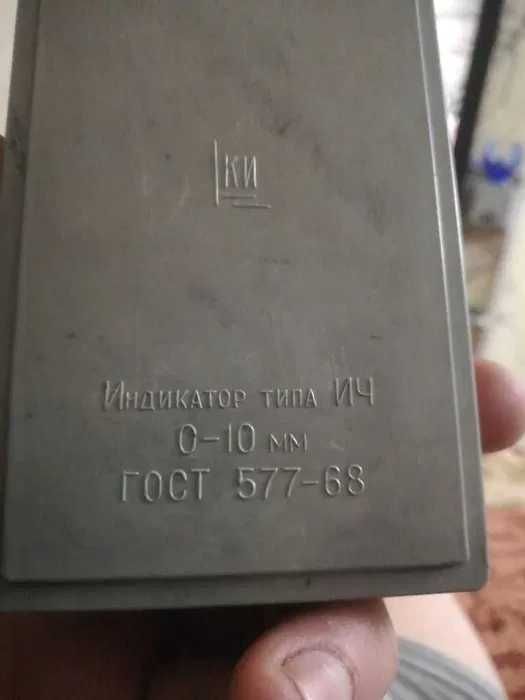 КИ
Индикатор типа ИЧ
0-10 мм
ГОСТ 577-68